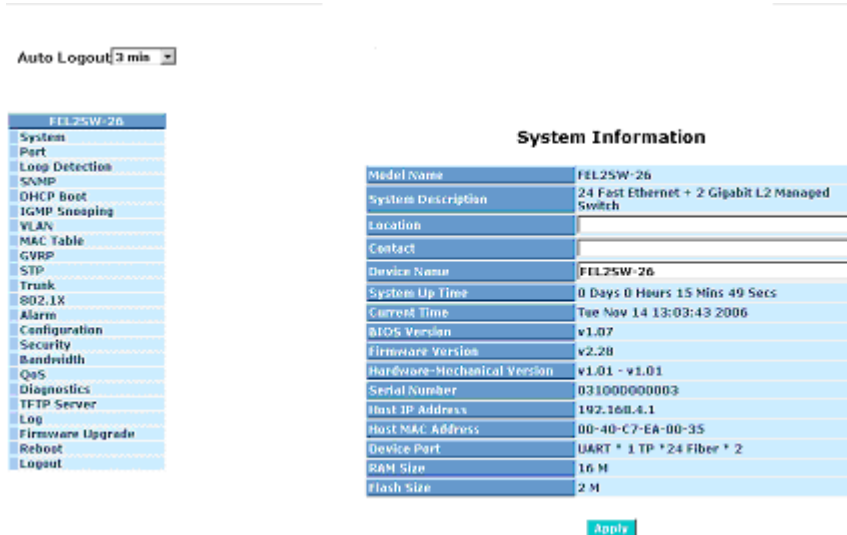 Auto Logout 3 min
FEL2SW-26
System
Port
Loop Detection
SNMP
DHCP Boot
IGMP Snooping
VLAN
MAC Table
GVRP
STP
Trunk
802.1X
Alarm
Configuration
Security
Bandwidth
QoS
Diagnostics
TFTP Server
Log
Firmware Upgrade
Reboot
Logout
System Information
Model Name FEL2SW-26
System Description 24 Fast Ethernet + 2 Gigabit L2 Managed
Switch
Location
Contact
Device Name FEL2SW-26
System Up Time 0 Days 0 Hours 15 Mins 49 Secs
Current Time Tue Nov 14 13:03:43 2006
BIOS Version v1.07
Firmware Version v2.28
Hardware-Mechanical Version v1.01 - v1.01
Serial Number 031000000003
Host IP Address 192.168.4.1
Host MAC Address 00-40-C7-EA-00-35
Device Port UART * 1 TP *24 Fiber * 2
RAM Size 16 M
Flash Size 2 M
Apply